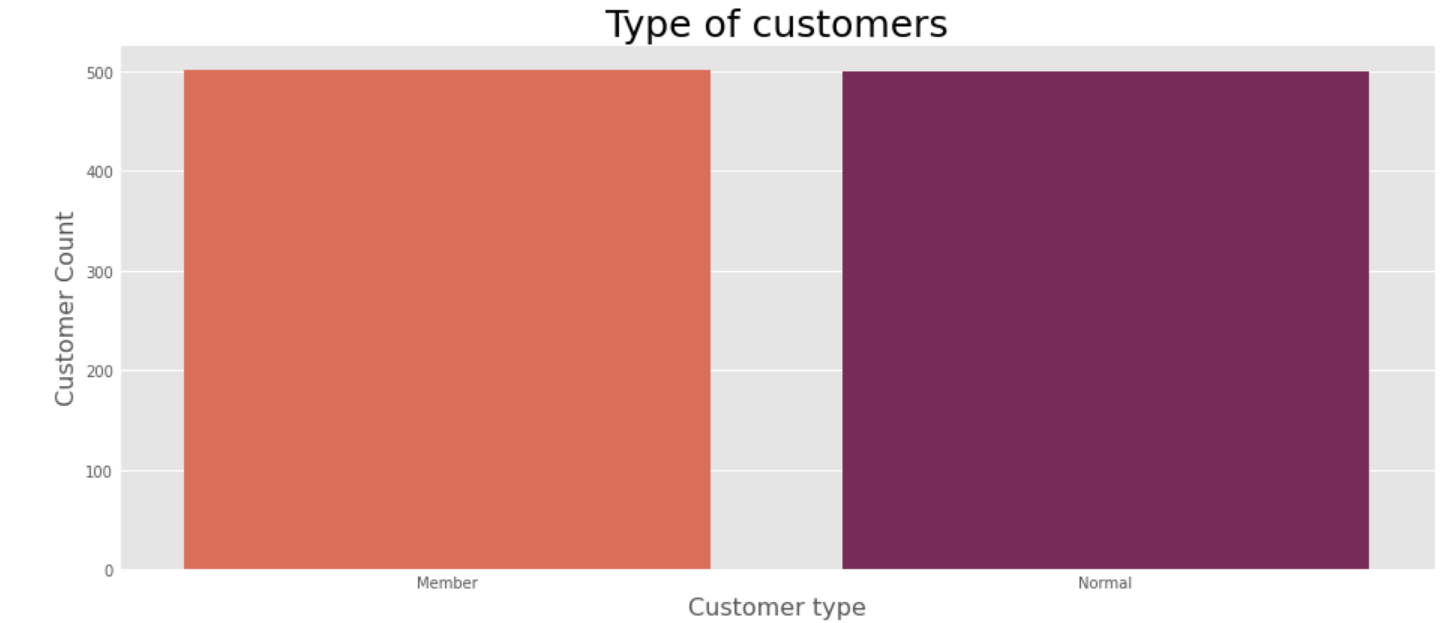 Type of customers
500
400
300
200
100
0
Customer Count
Member
Normal
Customer type